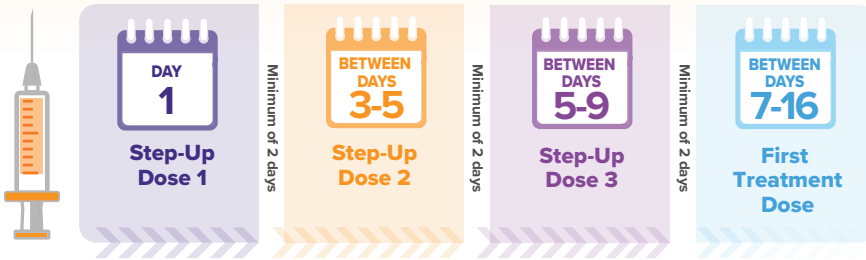 DAY
1
Step-Up
Dose 1
Minimum of 2 days
BETWEEN
DAYS
3-5
Step-Up
Dose 2
Minimum of 2 days
BETWEEN
DAYS
5-9
Step-Up
Dose 3
Minimum of 2 days
BETWEEN
DAYS
7-16
First
Treatment
Dose